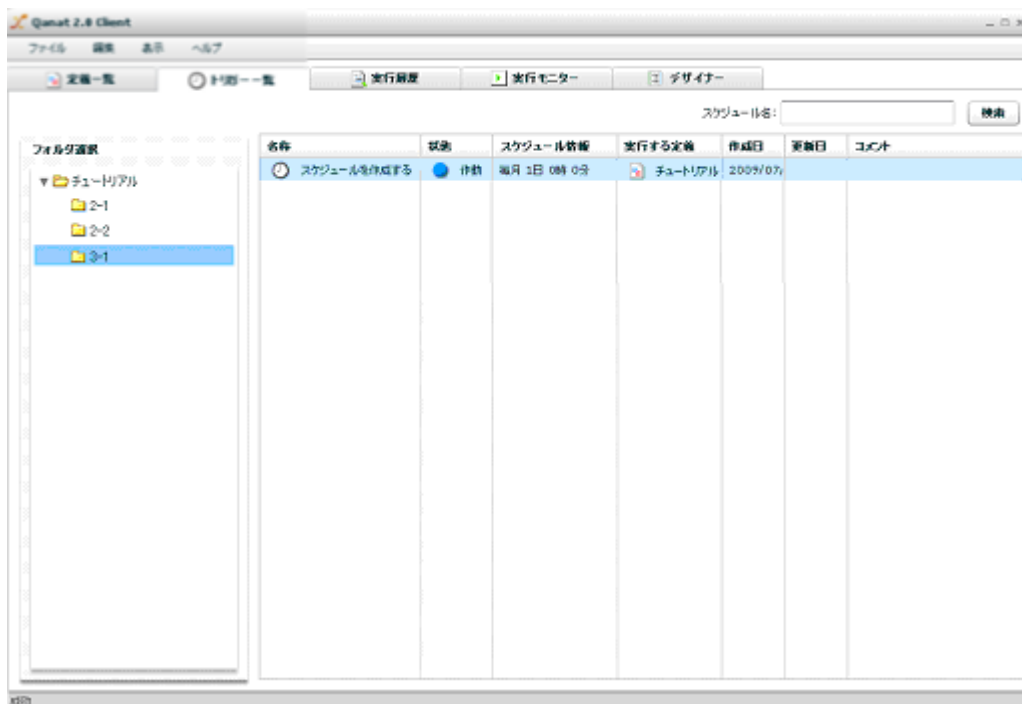 Qanat 2.0 Client
ファイル 編集 表示 ヘルプ
定義一覧 トリガー一覧 実行履歴 実行モニター デザイナー
スケジュール名: 検索
フォルダ選択
名称 状態 スケジュール情報 実行する定義 作成日 更新日 コメント
スケジュールを作成する 作動 毎月 1日 0時 0分 チュートリアル 2009/07/
チュートリアル
2-1
2-2
3-1